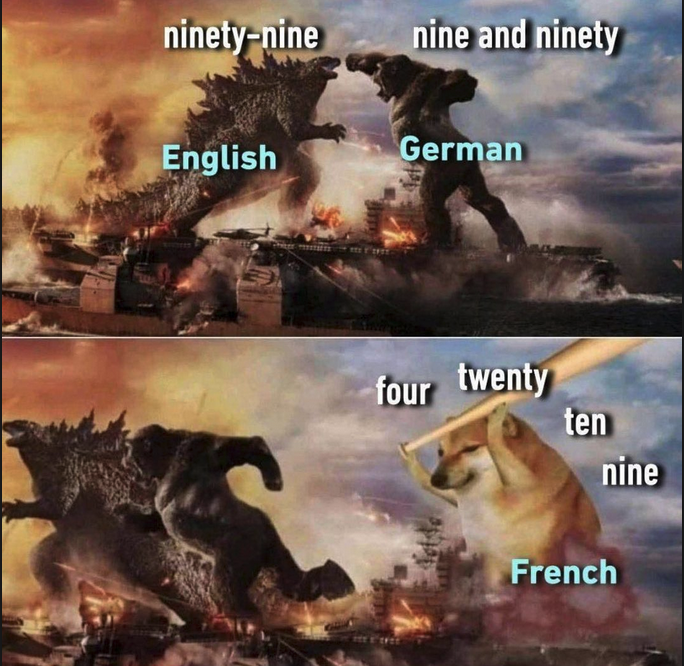 ninety-nine
nine and ninety
English
German
four
twenty
ten
nine
French